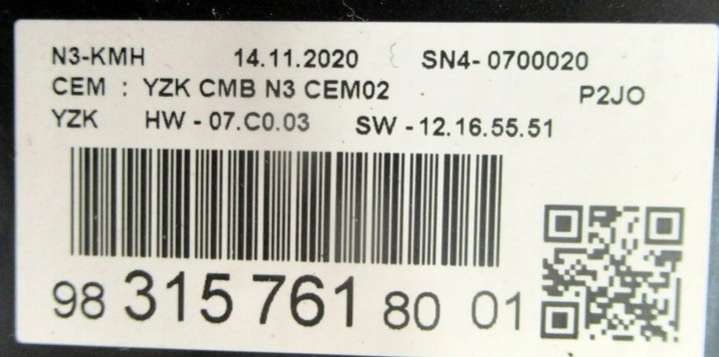 N3-KMH 14.11.2020 SN4- 0700020
CEM : YZK CMB N3 CEM02 P2JO
YZK HW - 07.C0.03 SW -12.16.55.51
98 315 761 80 01